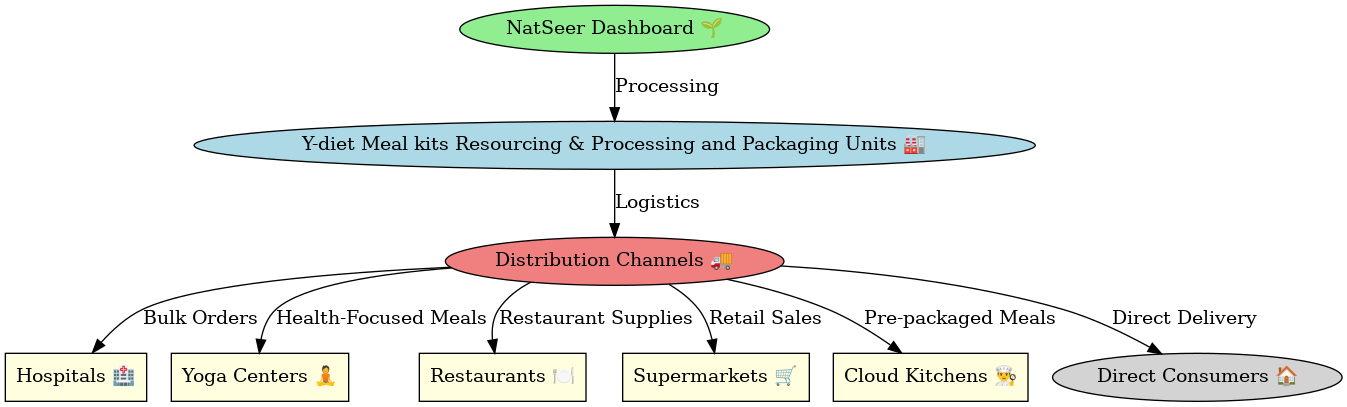 NatSeer Dashboard 🌱
Processing
Y-diet Meal kits Resourcing & Processing and Packaging Units 🏭
Logistics
Distribution Channels 🚚
Bulk Orders
Health-Focused Meals
Restaurant Supplies
Retail Sales
Pre-packaged Meals
Direct Delivery
Hospitals 🏥
Yoga Centers 🧘
Restaurants 🍽️
Supermarkets 🛒
Cloud Kitchens 👨‍🍳
Direct Consumers 🏠